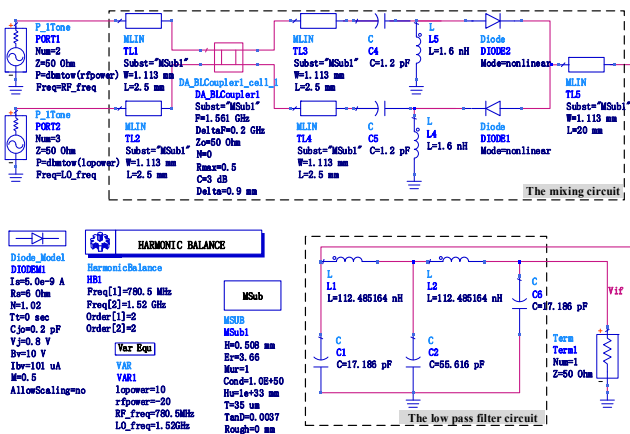 P_1Tone
PORT1
Num=2
Z=50 Ohm
P=dbmtow(rfpower)
Freq=RF_freq
MLIN
TL1
Subst="MSub1"
W=1.113 mm
L=2.5 mm
DA_BLCoupler1_cell_1
DA_BLCoupler1
Subst="MSub1"
F=1.561 GHz
DeltaF=0.2 GHz
Zo=50 Ohm
N=0
Rmax=0.5
C=3 dB
Delta=0.9 mm
MLIN
TL3
Subst="MSub1"
W=1.113 mm
L=2.5 mm
C
C4
C=1.2 pF
L
L5
L=1.6 nH
Diode
DIODE2
Mode=nonlinear
MLIN
TL5
Subst="MSub1"
W=1.113 mm
L=20 mm
P_1Tone
PORT2
Num=3
Z=50 Ohm
P=dbmtow(lopower)
Freq=LO_freq
MLIN
TL2
Subst="MSub1"
W=1.113 mm
L=2.5 mm
MLIN
TL4
Subst="MSub1"
W=1.113 mm
L=2.5 mm
C
C5
C=1.2 pF
L
L4
L=1.6 nH
Diode
DIODE1
Mode=nonlinear
The mixing circuit
Diode_Model
DIODEM1
Is=5.0e-9 A
Rs=6 Ohm
N=1.02
Tt=0 sec
Cjo=0.2 pF
Vj=0.8 V
Bv=10 V
Ibv=101 uA
M=0.5
AllowScaling=no
HARMONIC BALANCE
HarmonicBalance
HB1
Freq[1]=780.5 MHz
Freq[2]=1.52 GHz
Order[1]=2
Order[2]=2
Var Equ
VAR
VAR1
lopower=10
rfpower=-20
RF_freq=780.5MHz
LO_freq=1.52GHz
MSub
MSUB
MSub1
H=0.508 mm
Er=3.66
Mur=1
Cond=1.0E+50
Hu=1e+33 mm
T=35 um
TanD=0.0037
Rough=0 mm
L
L1
L=112.485164 nH
L
L2
L=112.485164 nH
C
C6
C=17.186 pF
C
C1
C=17.186 pF
C
C2
C=55.616 pF
Vif
Term
Term1
Num=1
Z=50 Ohm
The low pass filter circuit